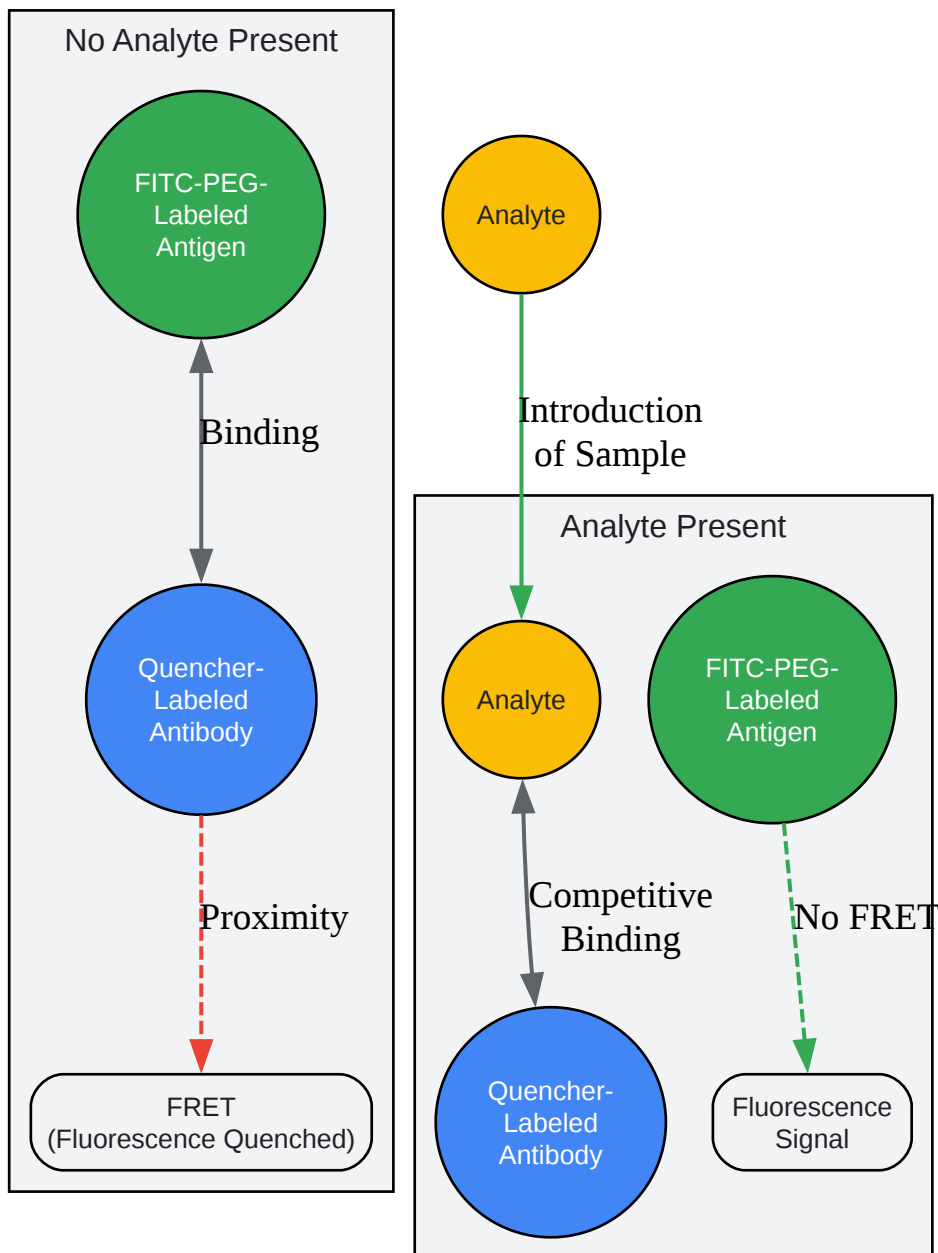 No Analyte Present
FITC-PEG-
Labeled
Antigen
Binding
Quencher-
Labeled
Antibody
Proximity
FRET
(Fluorescence Quenched)
Analyte
Introduction
of Sample
Analyte Present
Analyte
FITC-PEG-
Labeled
Antigen
Competitive
Binding
No FRET
Quencher-
Labeled
Antibody
Fluorescence
Signal